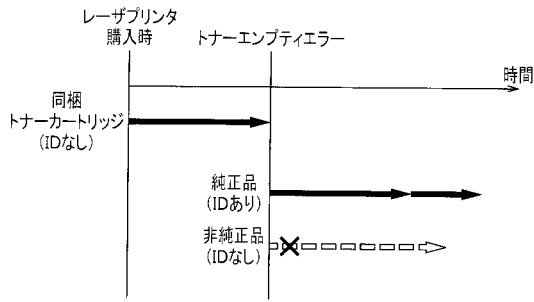 レーザプリンタ
購入時
トナーエンプティエラー
時間
同梱
トナーカートリッジ
(IDなし)
純正品
(IDあり)
非純正品
(IDなし)